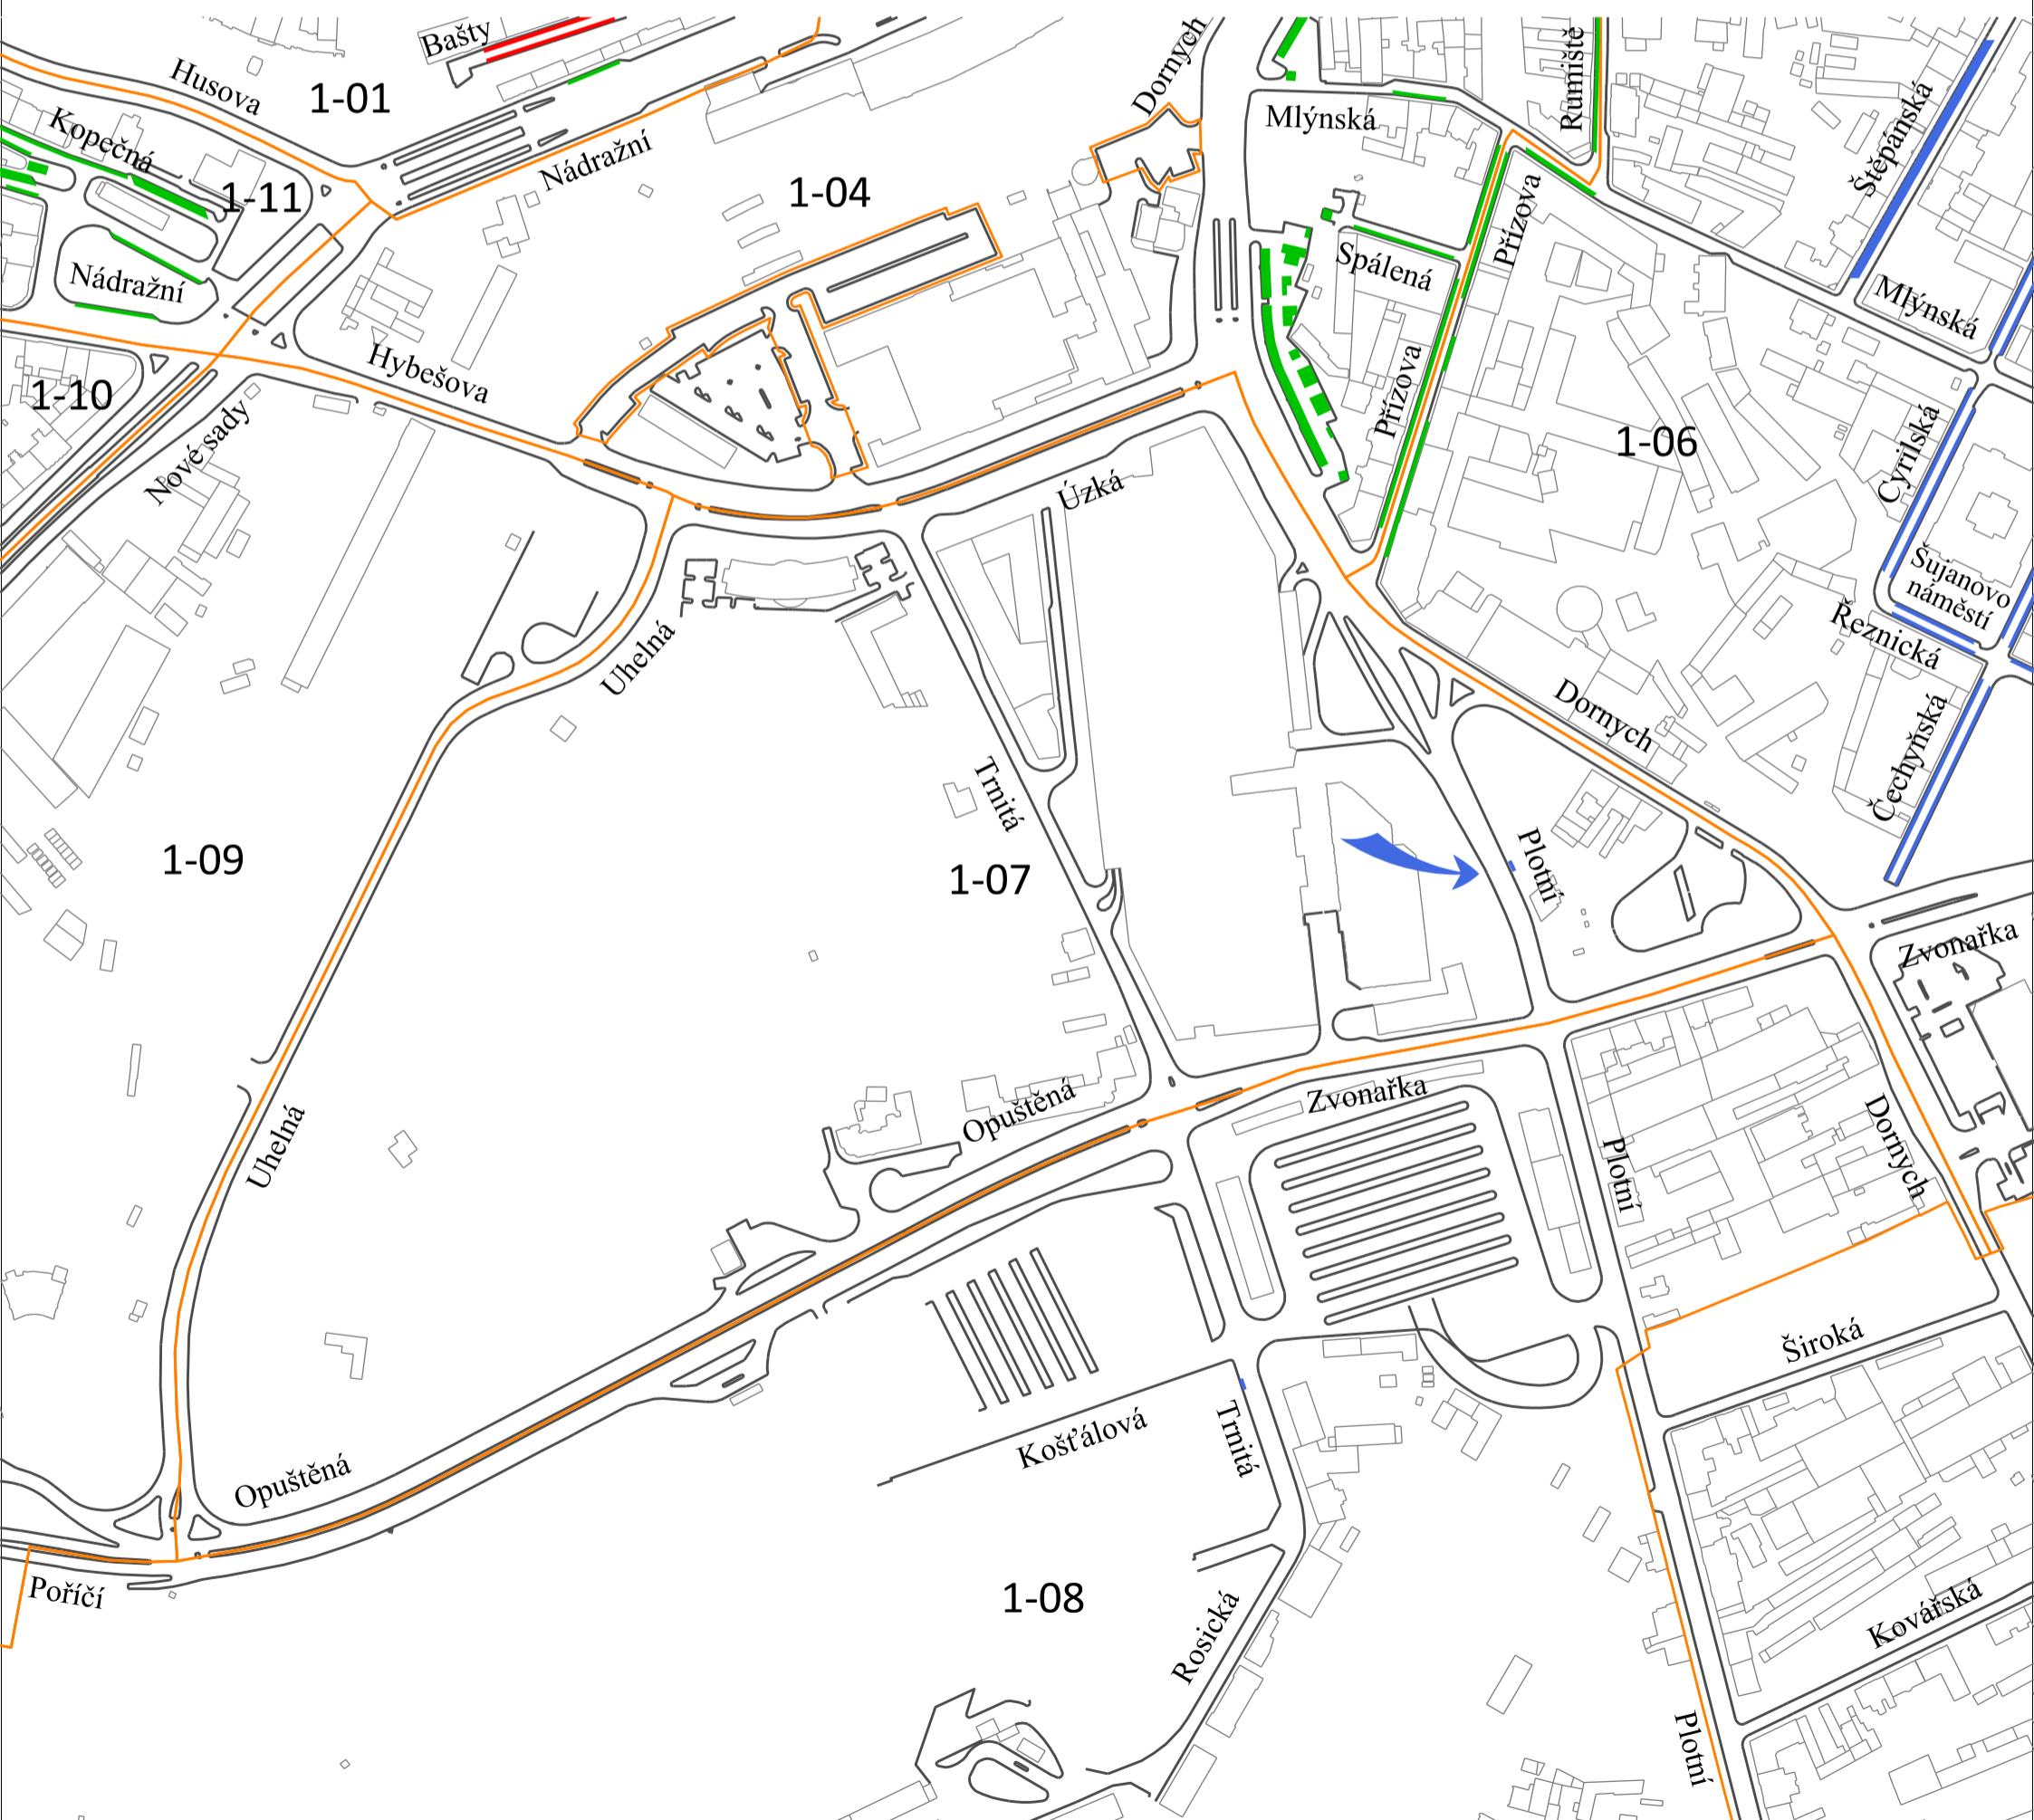 Bašty
Husova
1-01
Dornych
Rumiště
Mlýnská
Štěpánská
Kopečná
1-11
Nádražní
1-04
Přízova
Spálená
Nádražní
Mlýnská
Hybešova
1-10
Nové sady
Přízova
1-06
Cyrilská
Úzká
Šujanovo
náměstí
Řeznická
Uhelná
Dornych
Čechyňská
Trnitá
1-09
1-07
Plotní
Zvonařka
Opuštěná
Zvonařka
Uhelná
Plotní
Dornych
Široká
Košťálová
Trnitá
Opuštěná
Poříčí
1-08
Rosická
Kovářská
Plotní